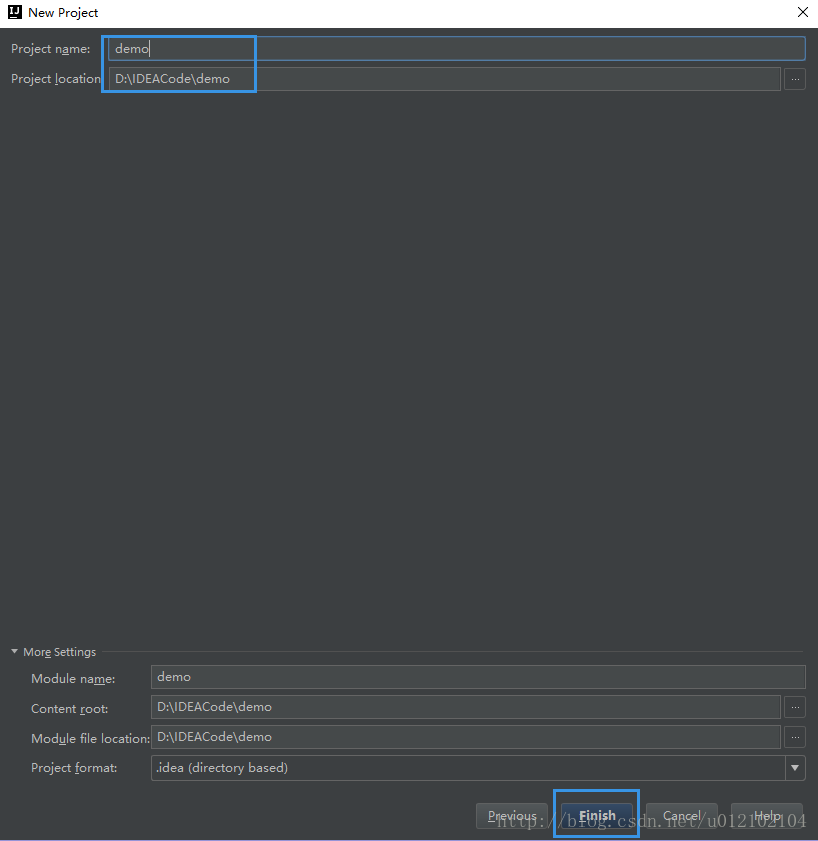 IJ New Project
Project name: demo
Project location D:\IDEACode\demo ...
More Settings
Module name: demo
Content root: D:\IDEACode\demo ...
Module file location: D:\IDEACode\demo ...
Project format: .idea (directory based)
Previous Finish Cancel Help
http://blog.csdn.net/u012102104